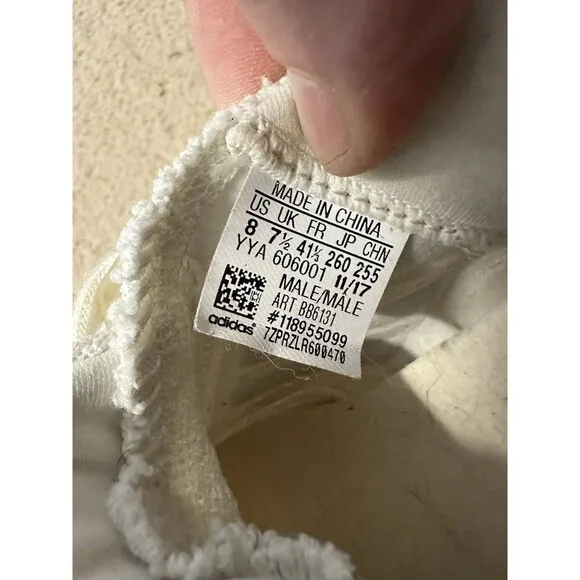 MADE IN CHINA
US UK FR JP CHN
8 7½ 41⅓ 260 255
YYA 606001 11/17
MALE/MÂLE
ART BB6131
#118955099
adidas® 7ZPRZLR600470